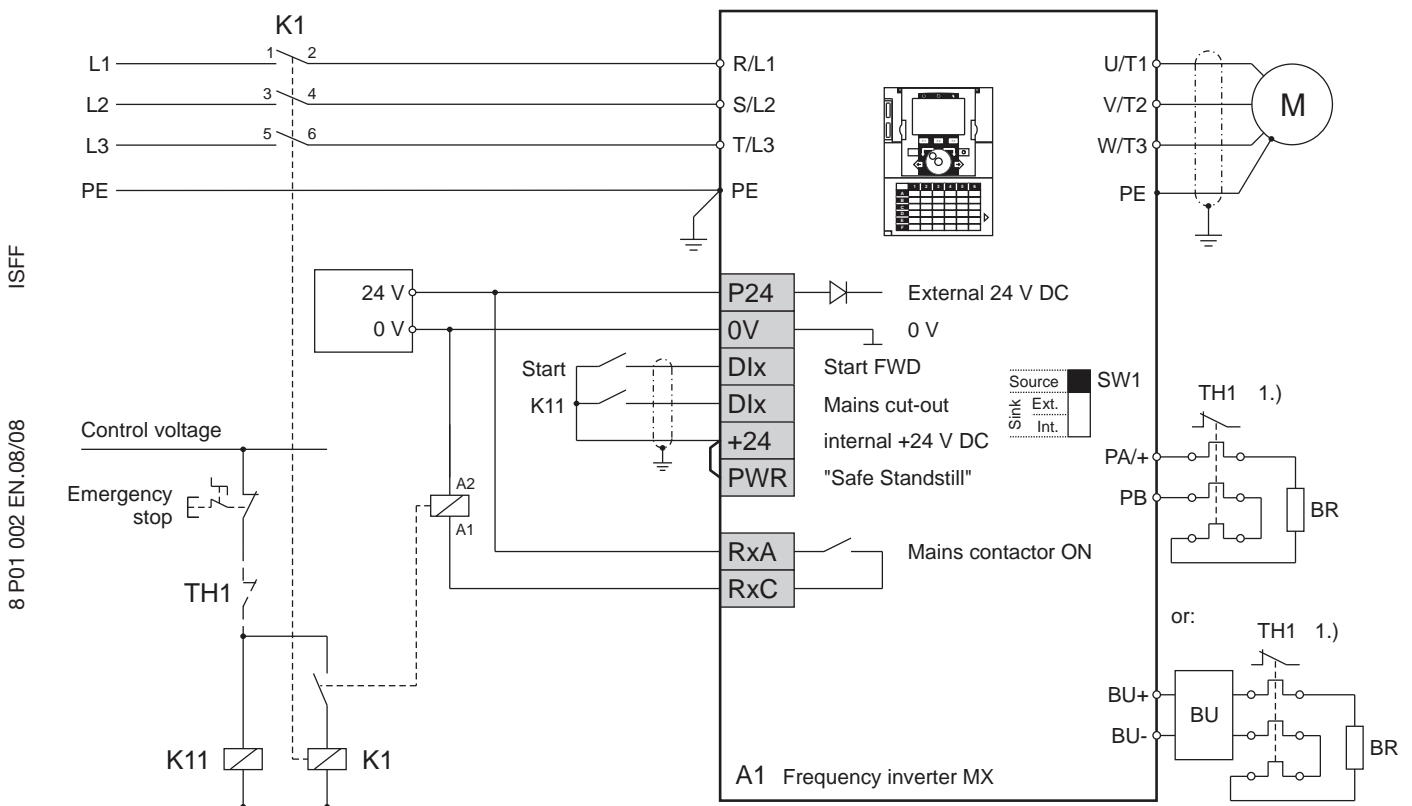 K1
1 2
L1
R/L1
U/T1
3 4
L2
S/L2
V/T2
M
5 6
L3
T/L3
W/T3
PE
PE
PE
ISFF
24 V
P24
External 24 V DC
0 V
0V
0 V
Start
DIx
Start FWD
K11
DIx
Mains cut-out
+24
internal +24 V DC
PWR
"Safe Standstill"
Source
SW1
Sink
Ext.
Int.
TH1 1.)
PA/+
PB
BR
8 P01 002 EN.08/08
Control voltage
Emergency
stop
A2
A1
TH1
RxA
Mains contactor ON
RxC
or:
TH1 1.)
BU+
BU
BU-
BR
K11
K1
A1 Frequency inverter MX